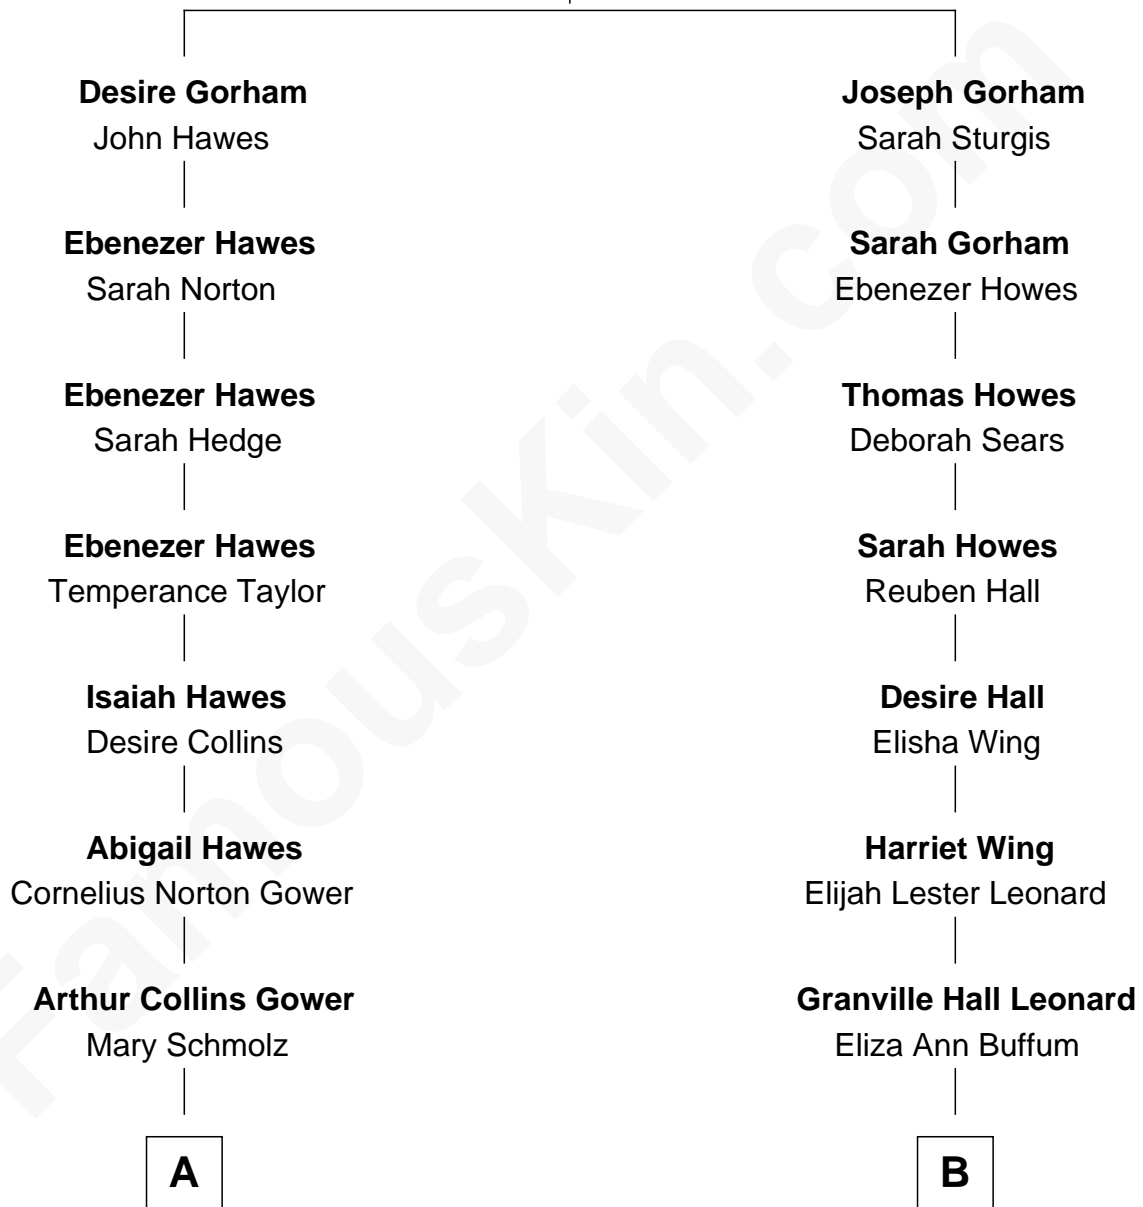 Desire Gorham
John Hawes
Ebenezer Hawes
Sarah Norton
Ebenezer Hawes
Sarah Hedge
Ebenezer Hawes
Temperance Taylor
Isaiah Hawes
Desire Collins
Abigail Hawes
Cornelius Norton Gower
Arthur Collins Gower
Mary Schmolz
A
Joseph Gorham
Sarah Sturgis
Sarah Gorham
Ebenezer Howes
Thomas Howes
Deborah Sears
Sarah Howes
Reuben Hall
Desire Hall
Elisha Wing
Harriet Wing
Elijah Lester Leonard
Granville Hall Leonard
Eliza Ann Buffum
B
FamousKin.com